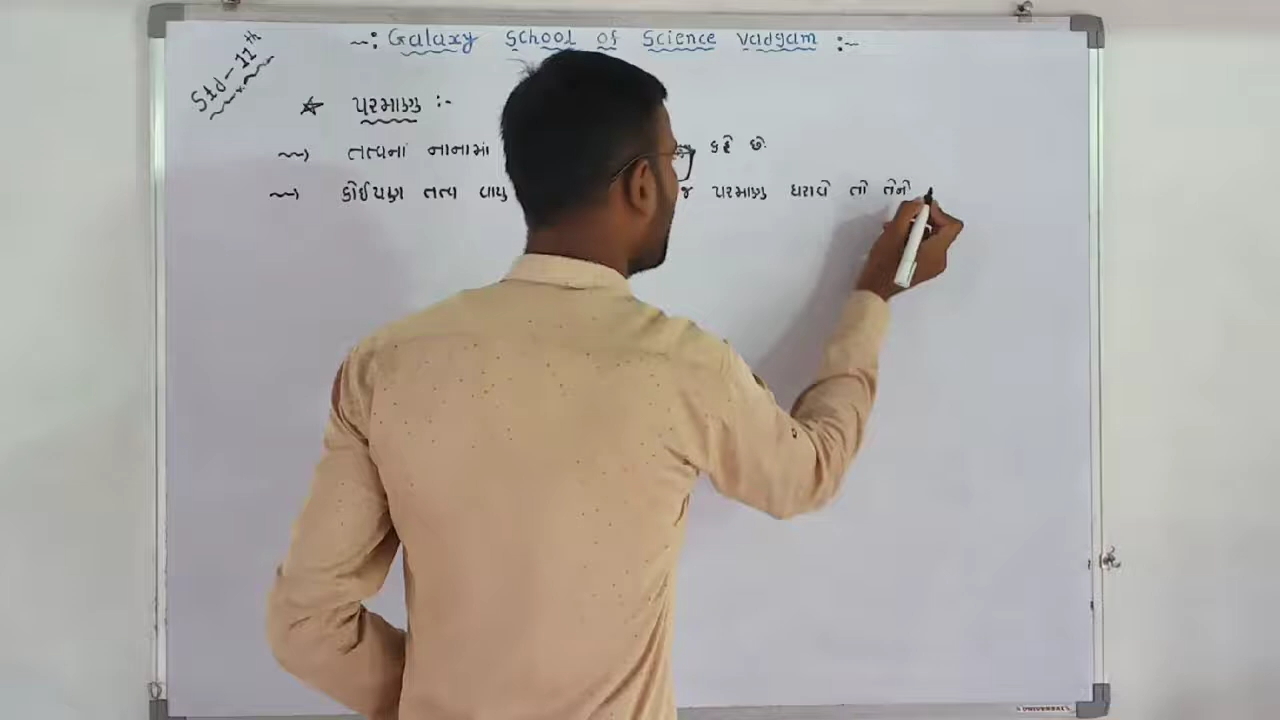 ~: Galaxy School of Science Vadgam :~
Std-11th
★ પરમાણુ :-
તત્વનાં નાનામાં કહે છે.
કોઈપણ તત્વ વાયુ જ પરમાણુ ધરાવે તો તેને